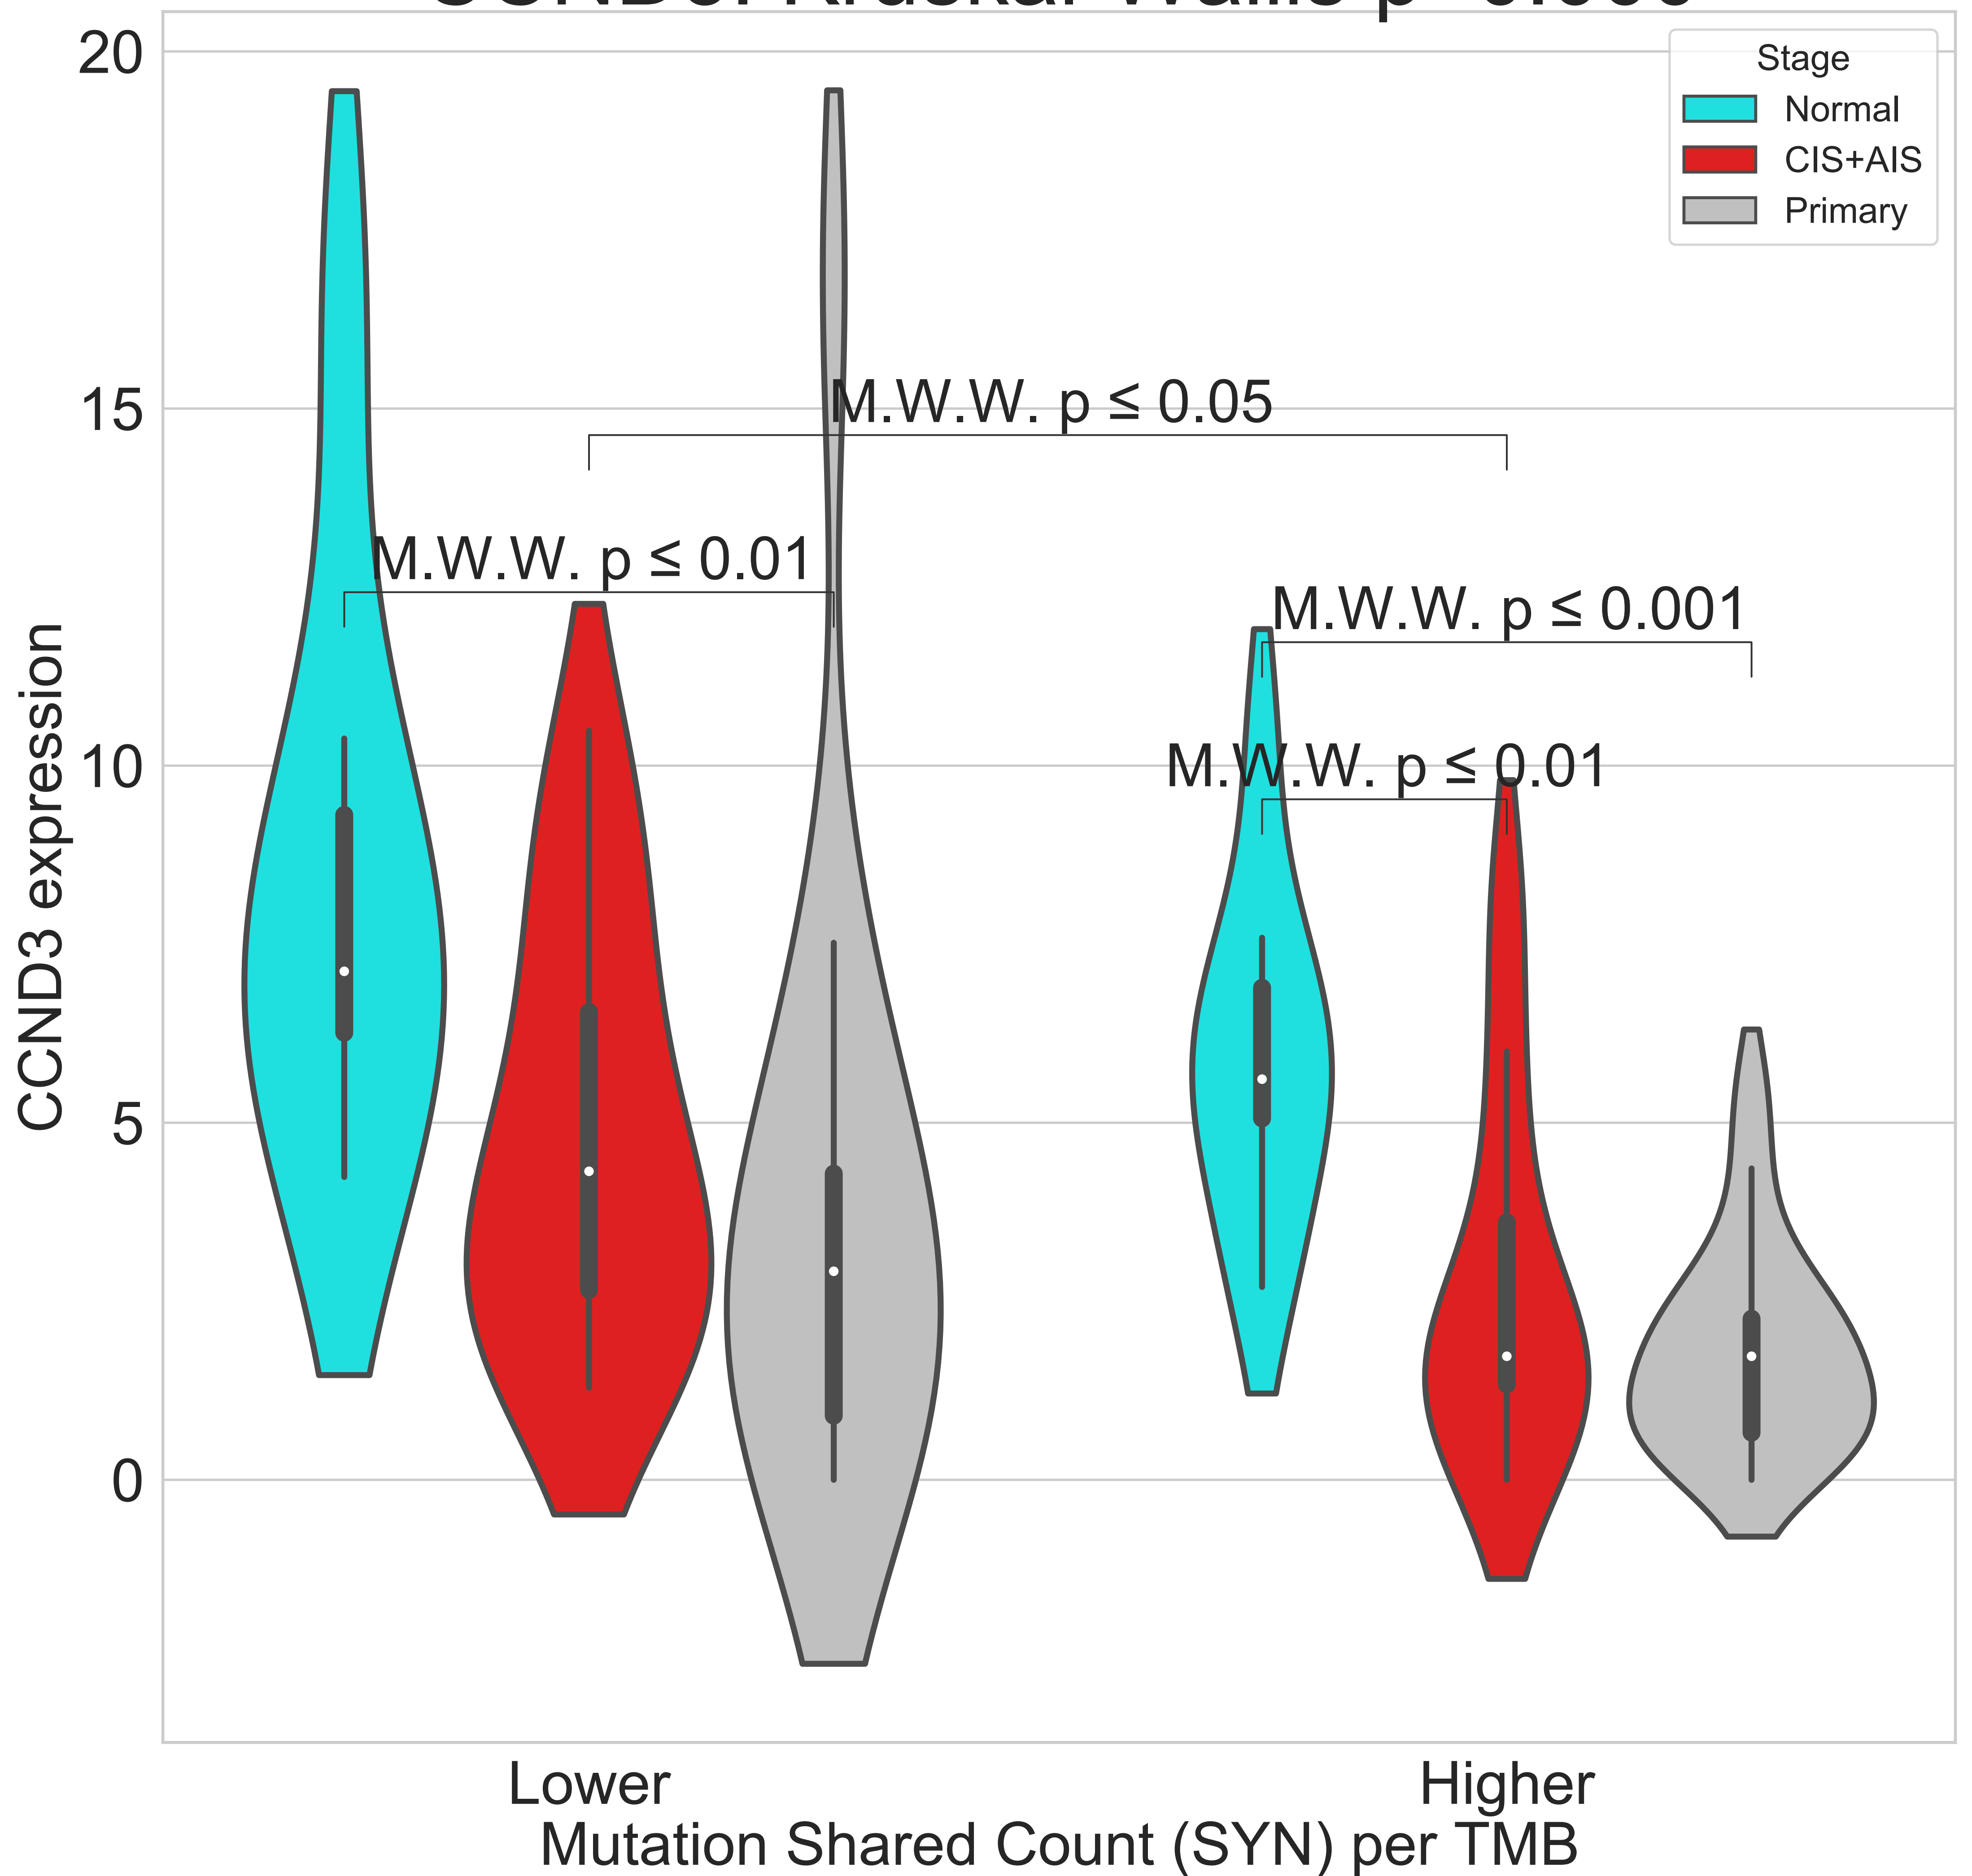 20
15
10
5
0
CCND3 expression
Stage
Normal
CIS+AIS
Primary
M.W.W. p ≤ 0.05
M.W.W. p ≤ 0.01
M.W.W. p ≤ 0.001
M.W.W. p ≤ 0.01
Lower
Higher
Mutation Shared Count (SYN) per TMB